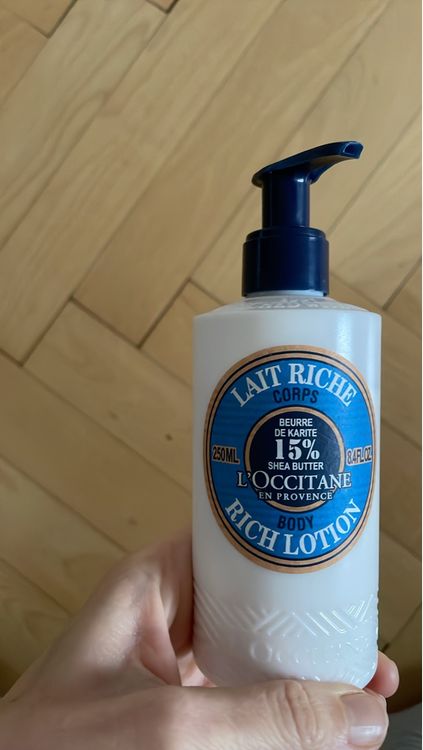 LAIT RICHE
CORPS
BEURRE
DE KARITE
15%
SHEA BUTTER
250ML
8.4FL.OZ
L'OCCITANE
EN PROVENCE
BODY
RICH LOTION